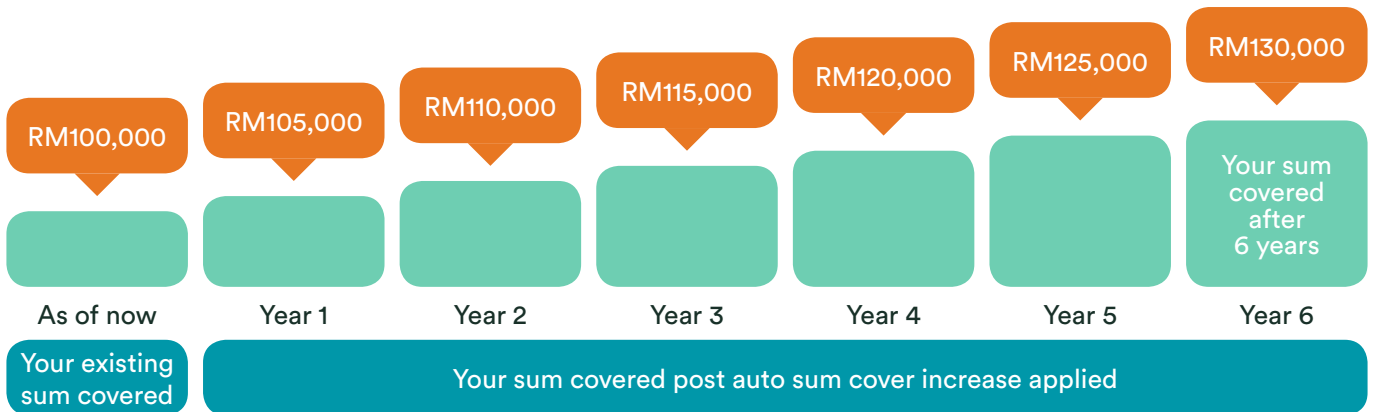 RM100,000
RM105,000
RM110,000
RM115,000
RM120,000
RM125,000
RM130,000
Your sum
covered
after
6 years
As of now
Year 1
Year 2
Year 3
Year 4
Year 5
Year 6
Your existing
sum covered
Your sum covered post auto sum cover increase applied